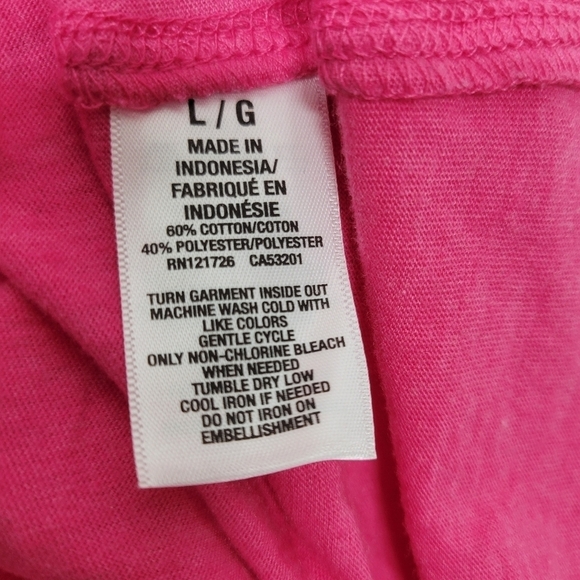 L / G
MADE IN
INDONESIA/
FABRIQUÉ EN
INDONÉSIE
60% COTTON/COTON
40% POLYESTER/POLYESTER
RN121726 CA53201
TURN GARMENT INSIDE OUT
MACHINE WASH COLD WITH
LIKE COLORS
GENTLE CYCLE
ONLY NON-CHLORINE BLEACH
WHEN NEEDED
TUMBLE DRY LOW
COOL IRON IF NEEDED
DO NOT IRON ON
EMBELLISHMENT